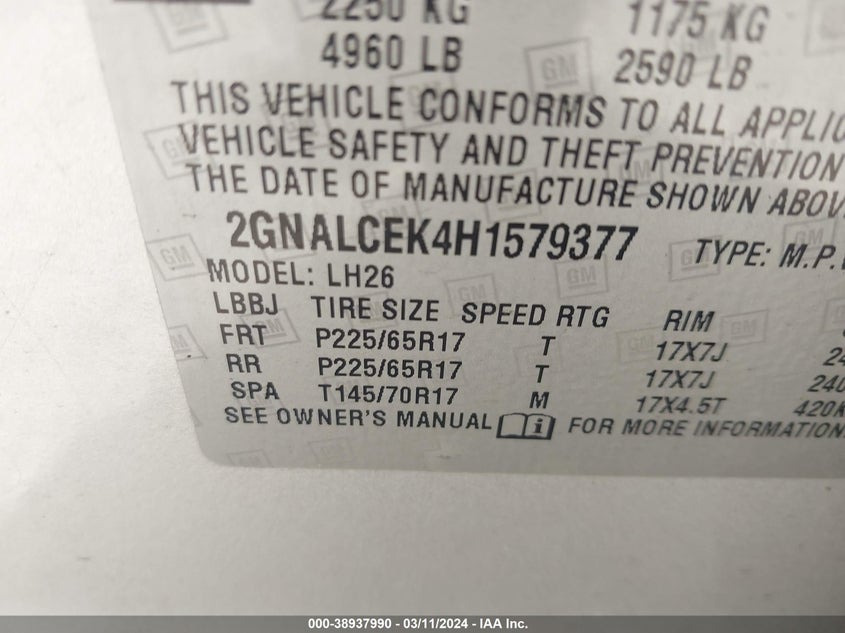 2250 KG 1175 KG
4960 LB 2590 LB
THIS VEHICLE CONFORMS TO ALL
VEHICLE SAFETY AND THEFT PREVENTION
THE DATE OF MANUFACTURE SHOWN
2GNALCEK4H1579377 TYPE: M.P.
MODEL: LH26
LBBJ TIRE SIZE SPEED RTG RIM
FRT P225/65R17 T 17X7J
RR P225/65R17 T 17X7J
SPA T145/70R17 M 17X4.5T 420K
SEE OWNER'S MANUAL i FOR MORE INFORMATION
000-38937990 - 03/11/2024 - IAA Inc.